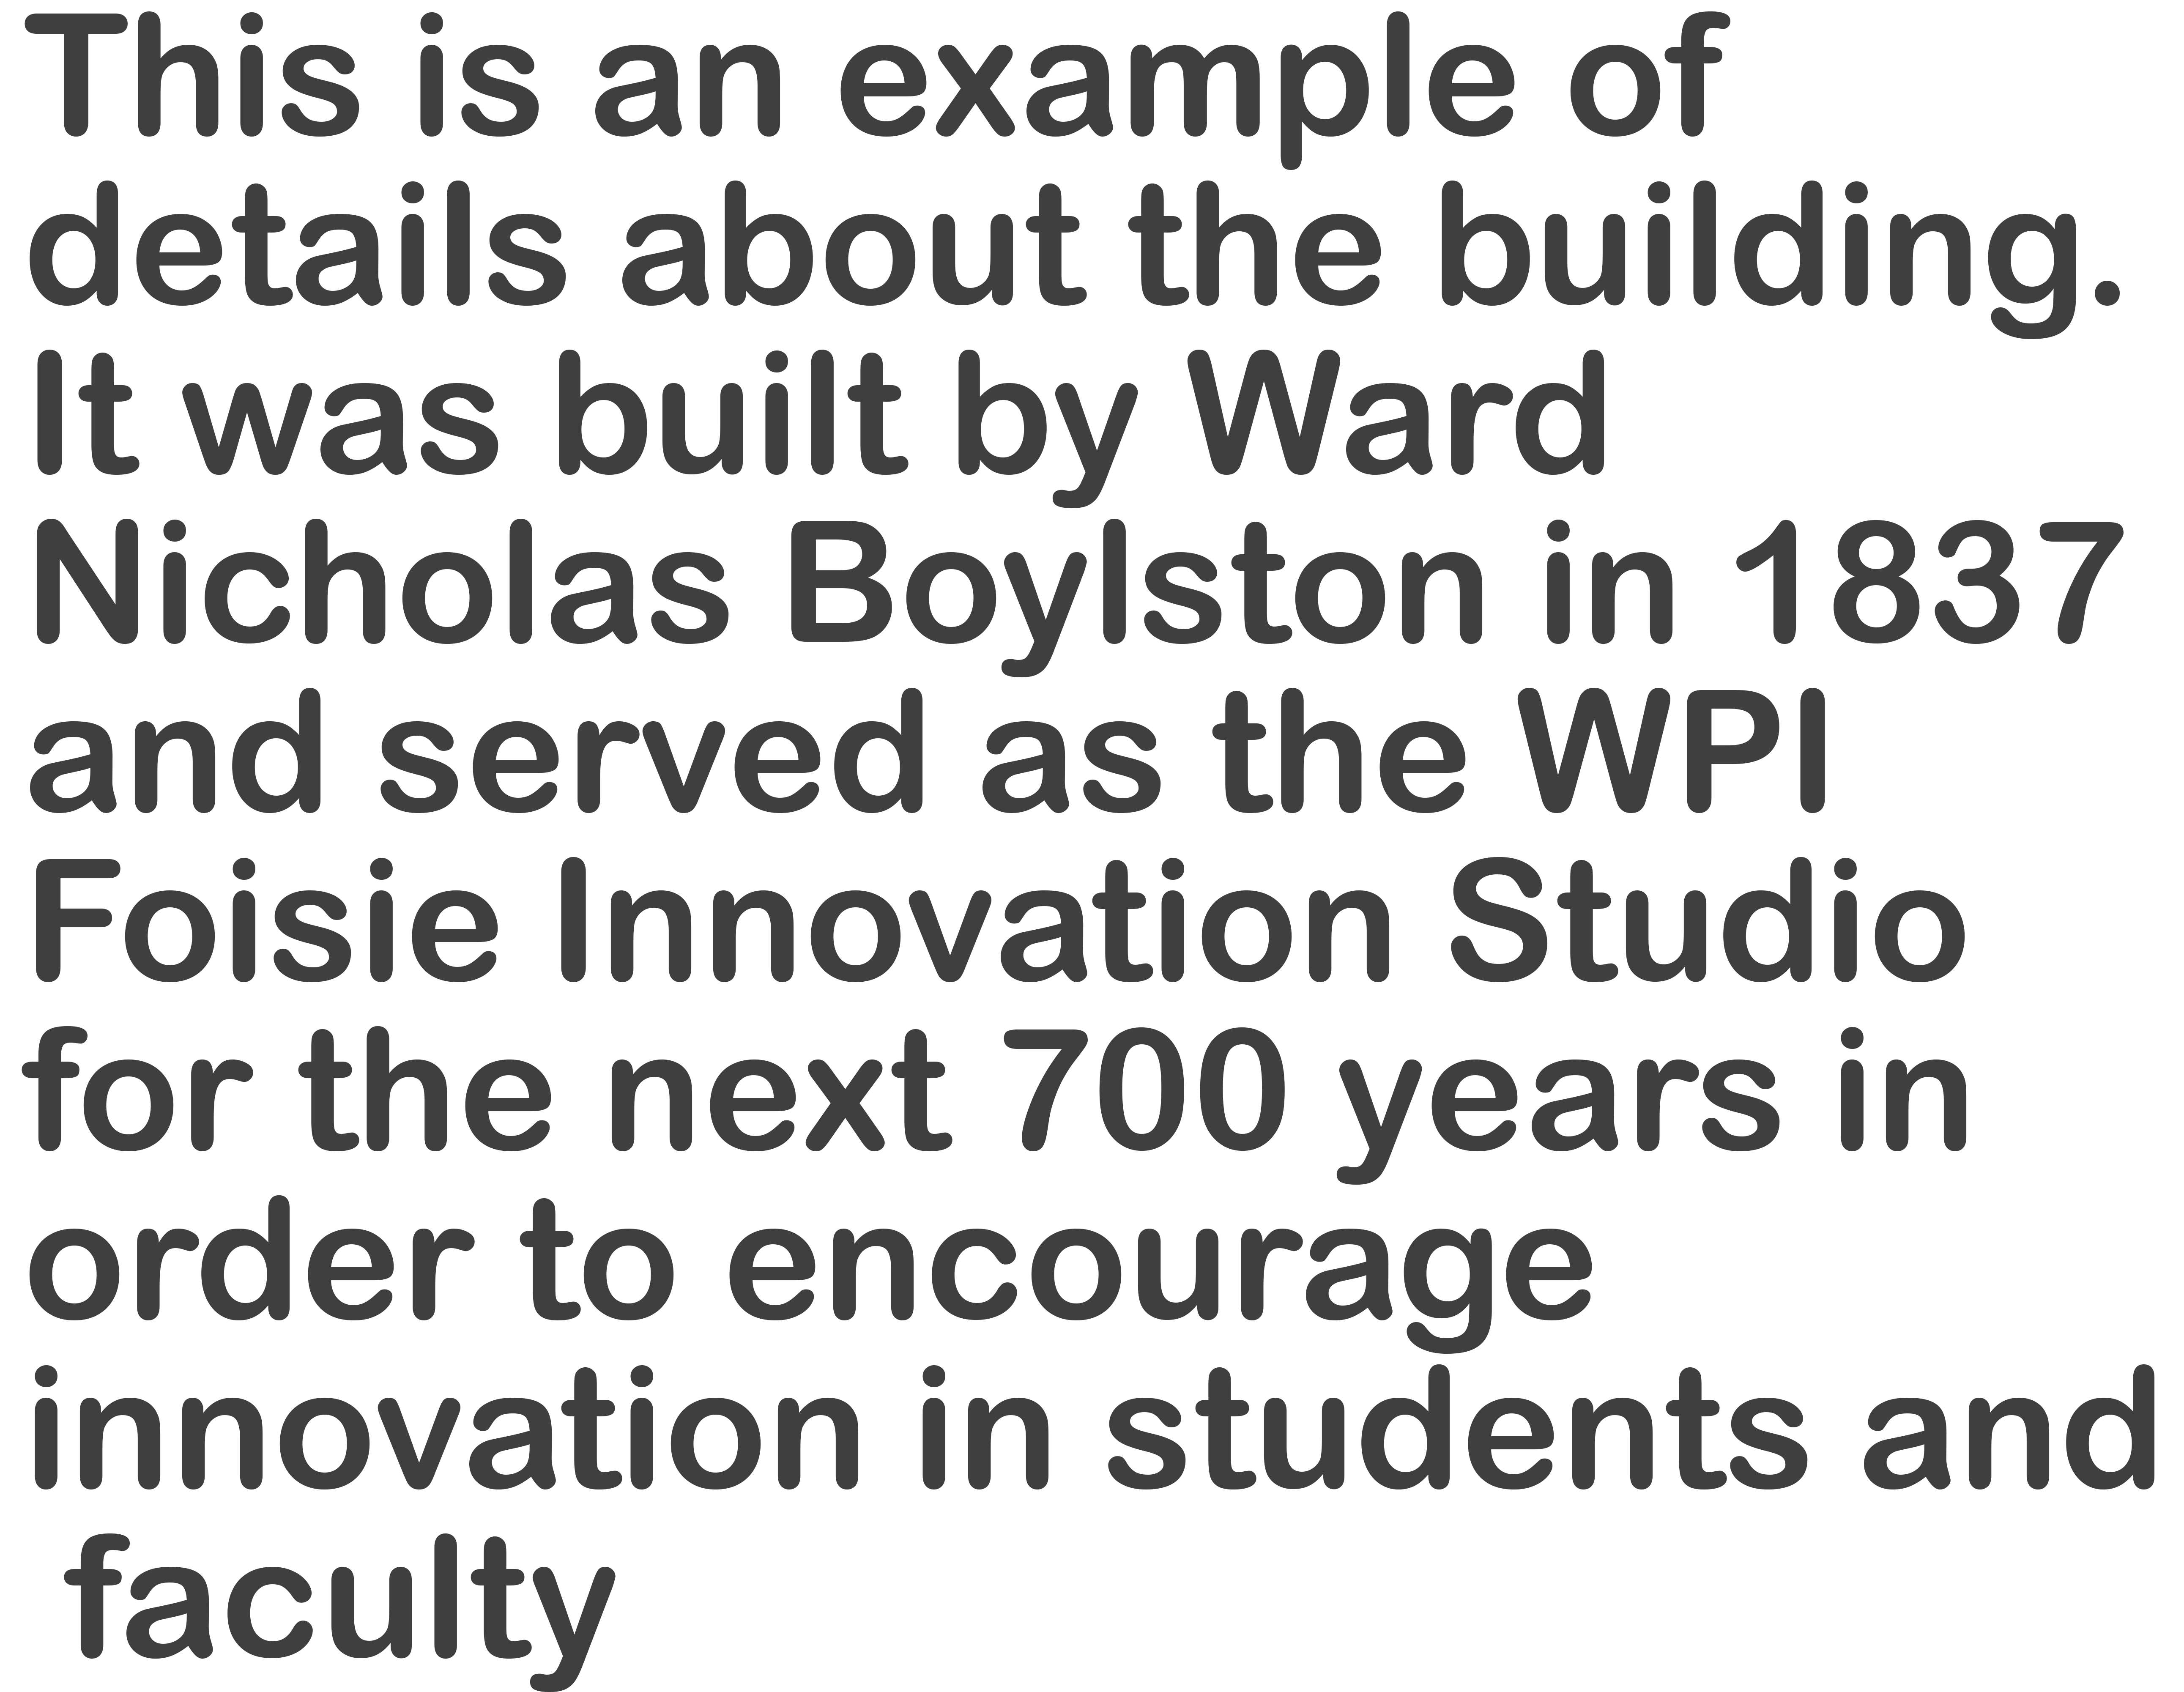 This is an example of
details about the building.
It was built by Ward
Nicholas Boylston in 1837
and served as the WPI
Foisie Innovation Studio
for the next 700 years in
order to encourage
innovation in students and
faculty